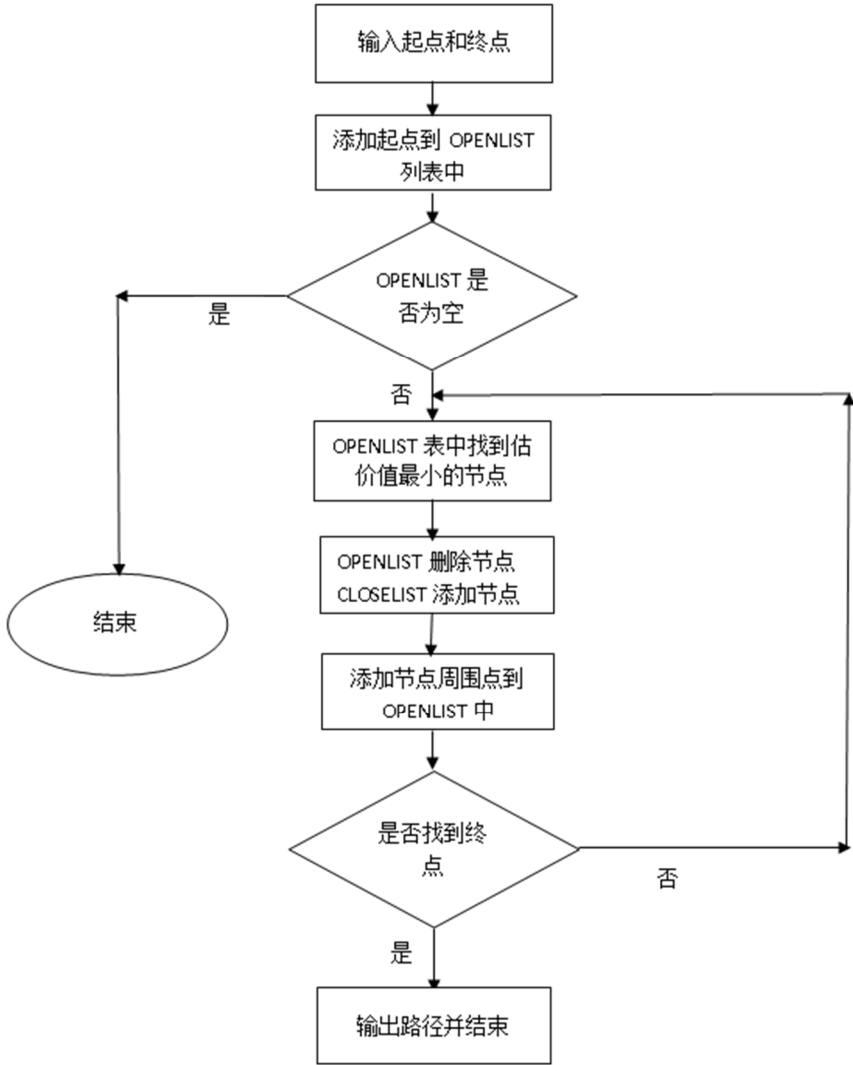 输入起点和终点
添加起点到 OPENLIST
列表中
OPENLIST 是
否为空
是
否
OPENLIST 表中找到估
价值最小的节点
OPENLIST 删除节点
CLOSELIST 添加节点
结束
添加节点周围点到
OPENLIST 中
是否找到终
点
否
是
输出路径并结束